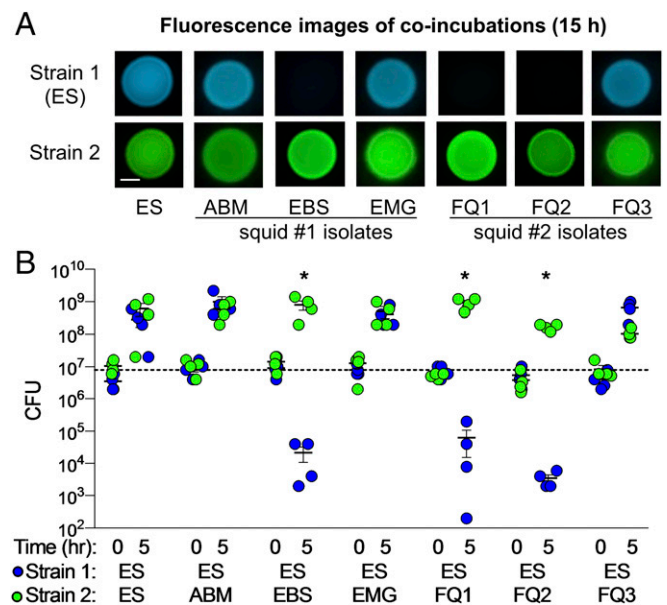 A
Fluorescence images of co-incubations (15 h)
Strain 1
(ES)
Strain 2
ES ABM EBS EMG FQ1 FQ2 FQ3
squid #1 isolates squid #2 isolates
B
10^10
10^9
10^8
10^7
10^6
10^5
10^4
10^3
10^2
CFU
* * *
Time (hr): 0 5 0 5 0 5 0 5 0 5 0 5 0 5
Strain 1: ES ES ES ES ES ES ES
Strain 2: ES ABM EBS EMG FQ1 FQ2 FQ3